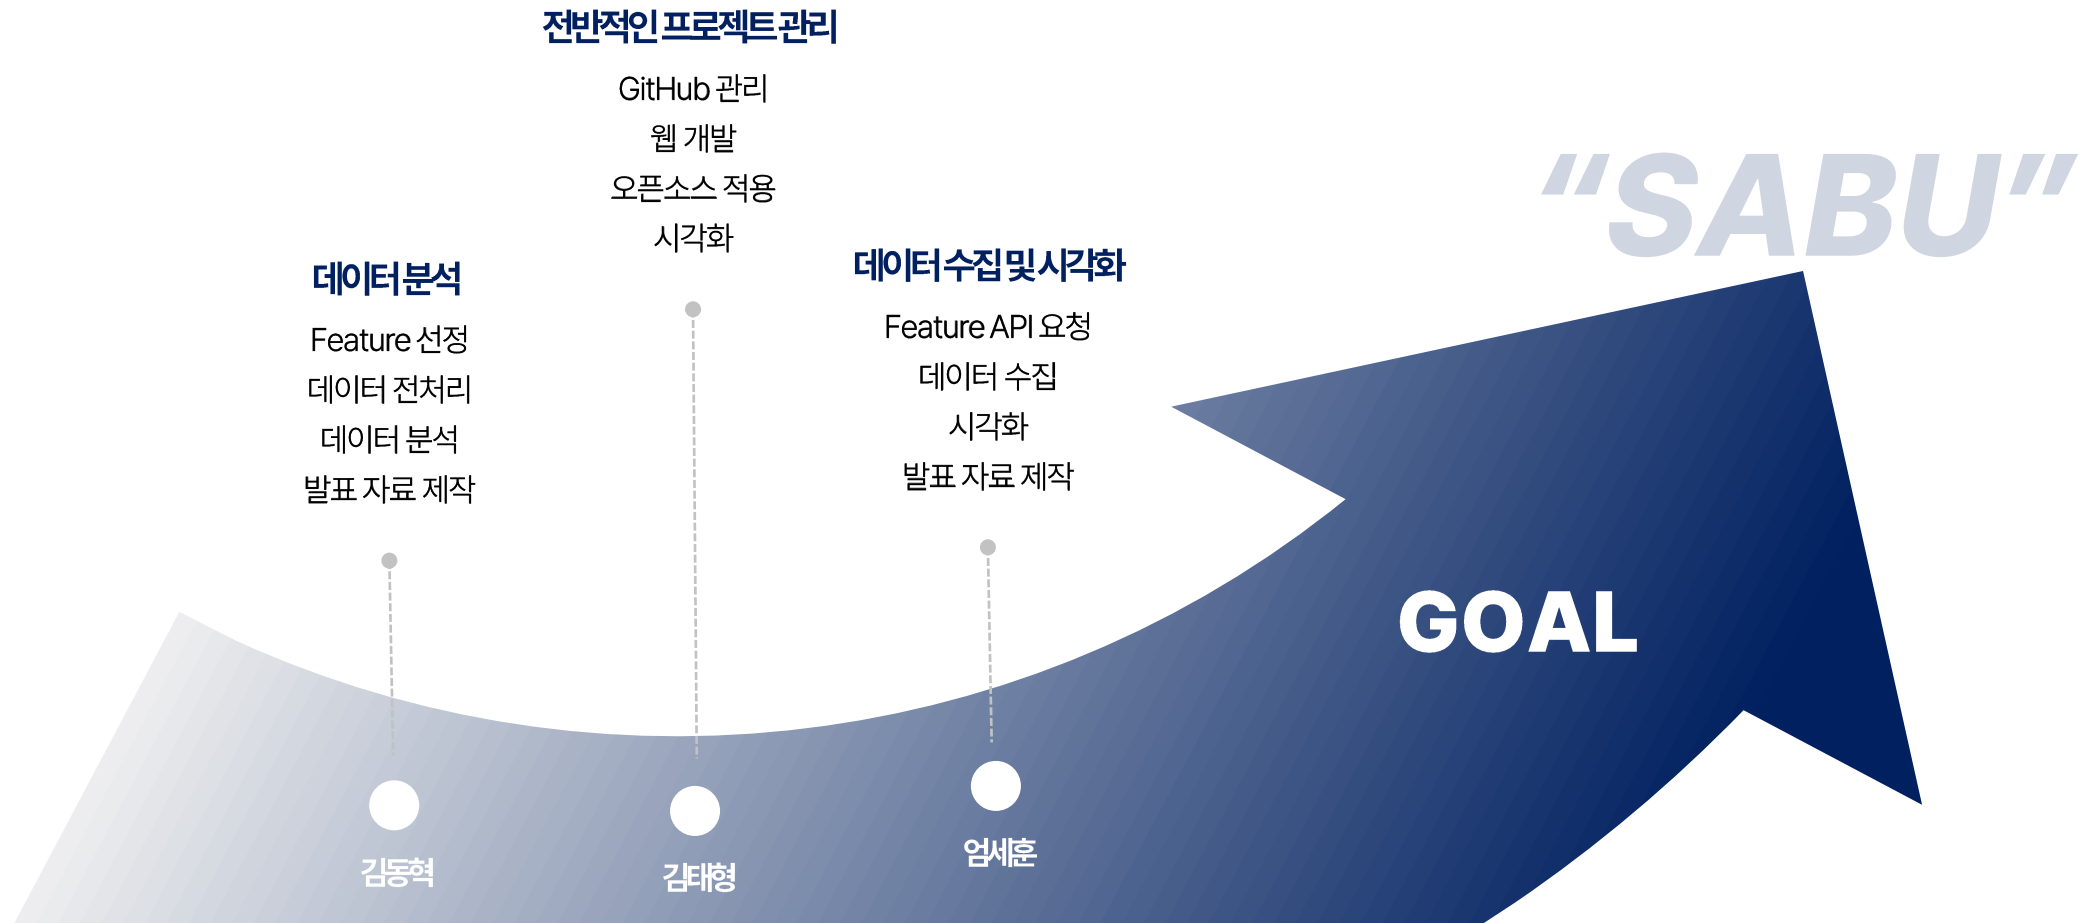 전반적인 프로젝트 관리
GitHub 관리
웹 개발
오픈소스 적용
시각화
데이터 분석
Feature 선정
데이터 전처리
데이터 분석
발표 자료 제작
데이터 수집 및 시각화
Feature API 요청
데이터 수집
시각화
발표 자료 제작
“SABU”
GOAL
김동혁
김태형
엄세훈